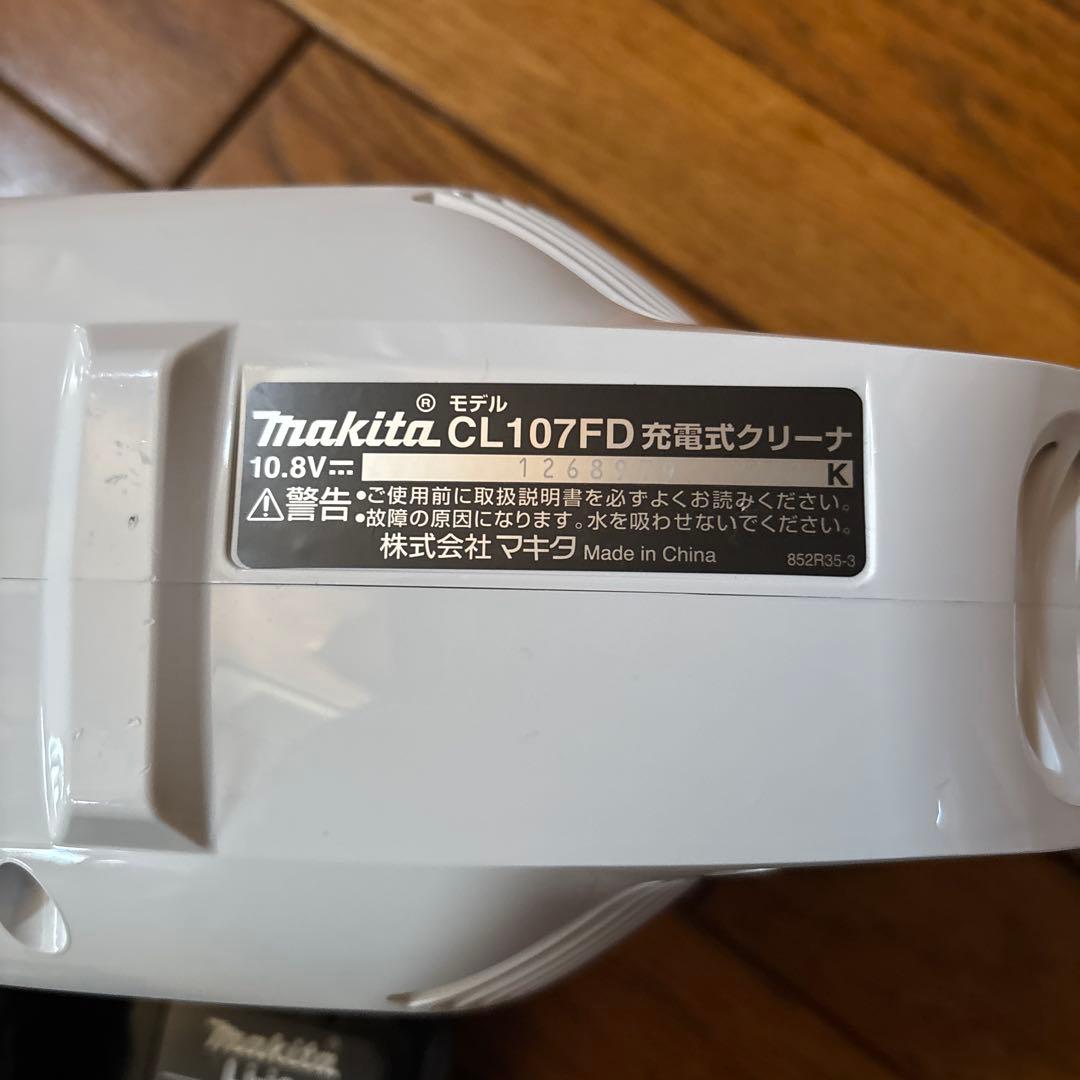 makita® モデル CL107FD 充電式クリーナ
10.8V⎓ K
⚠警告 •ご使用前に取扱説明書を必ずよくお読みください。
•故障の原因になります。水を吸わせないでください。
株式会社 マキタ Made in China 852R35-3
makita